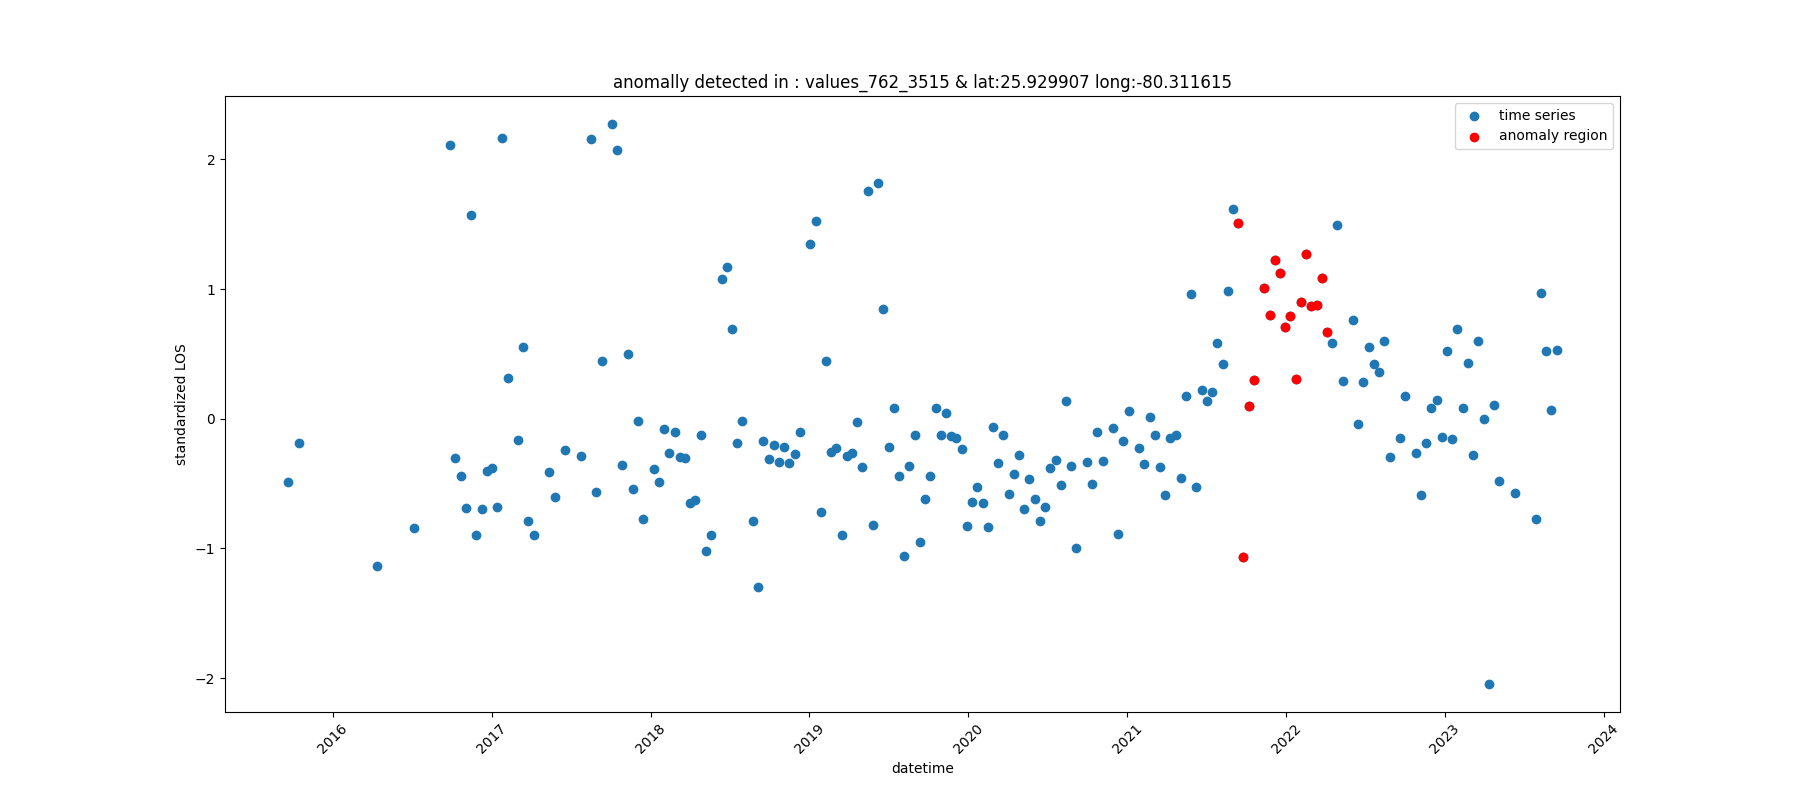 anomally detected in : values_762_3515 & lat:25.929907 long:-80.311615
time series
anomaly region
standardized LOS
2
1
0
−1
−2
2016
2017
2018
2019
2020
2021
2022
2023
2024
datetime